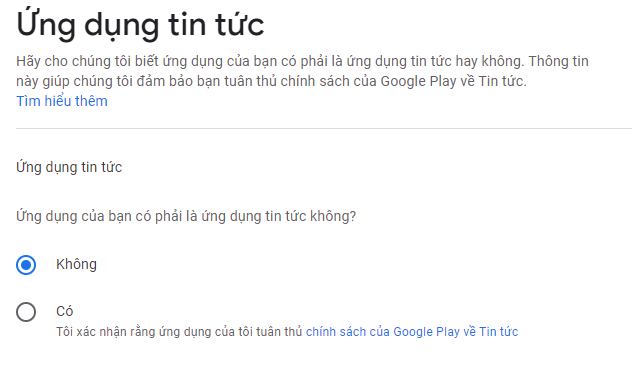 Ứng dụng tin tức
Hãy cho chúng tôi biết ứng dụng của bạn có phải là ứng dụng tin tức hay không. Thông tin
này giúp chúng tôi đảm bảo bạn tuân thủ chính sách của Google Play về Tin tức.
Tìm hiểu thêm
Ứng dụng tin tức
Ứng dụng của bạn có phải là ứng dụng tin tức không?
Không
Có
Tôi xác nhận rằng ứng dụng của tôi tuân thủ chính sách của Google Play về Tin tức